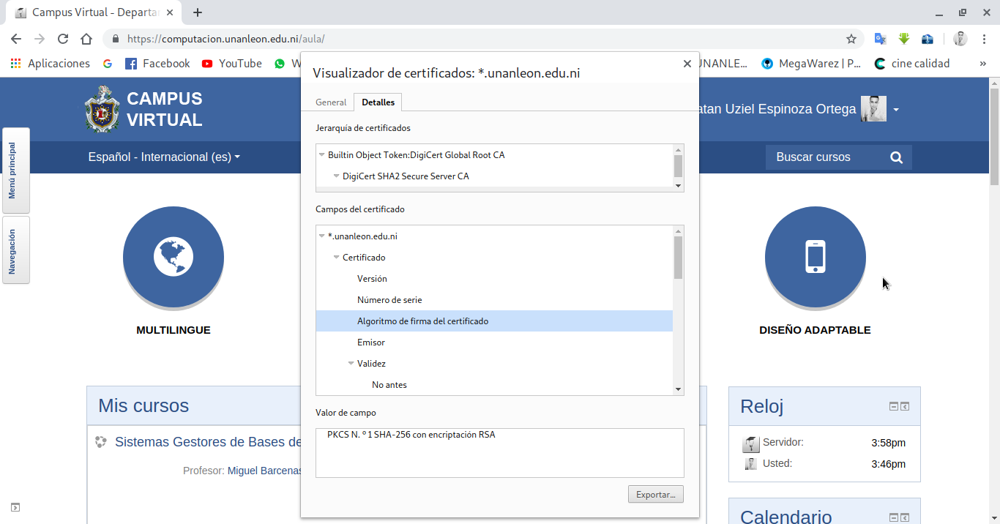 Campus Virtual - Departa
https://computacion.unanleon.edu.ni/aula/
Aplicaciones
Facebook
YouTube
W
UNANLE...
MegaWarez | P...
cine calidad
»
CAMPUS
VIRTUAL
atan Uziel Espinoza Ortega
Español - Internacional (es)
Buscar cursos
Menú principal
Navegación
MULTILINGUE
DISEÑO ADAPTABLE
Visualizador de certificados: *.unanleon.edu.ni
General
Detalles
Jerarquía de certificados
Builtin Object Token:DigiCert Global Root CA
DigiCert SHA2 Secure Server CA
Campos del certificado
*.unanleon.edu.ni
Certificado
Versión
Número de serie
Algoritmo de firma del certificado
Emisor
Validez
No antes
Valor de campo
PKCS N. º 1 SHA-256 con encriptación RSA
Exportar...
Mis cursos
Sistemas Gestores de Bases de
Profesor: Miguel Barcenas
Reloj
Servidor: 3:58pm
Usted: 3:46pm
Calendario